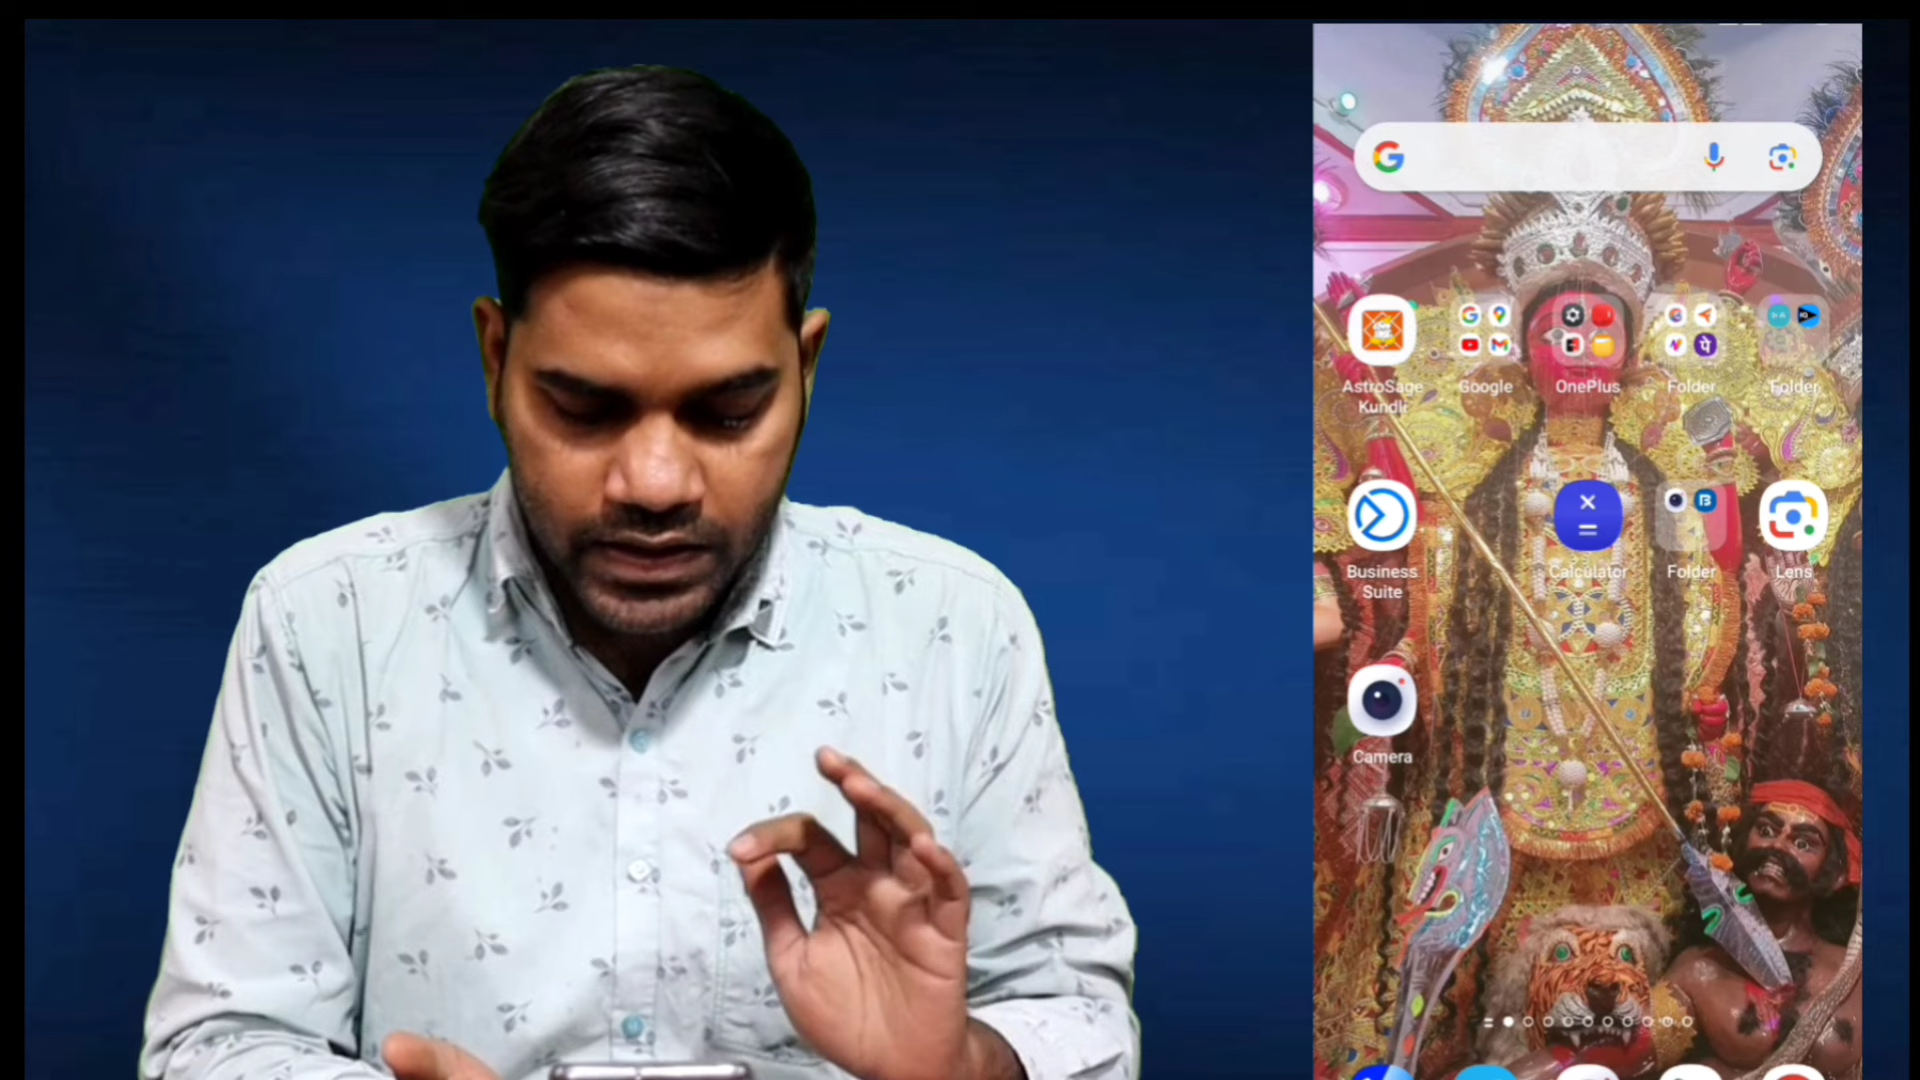 AstroSage Kundli
Google
OnePlus
Folder
Folder
Business Suite
Calculator
Folder
Lens
Camera